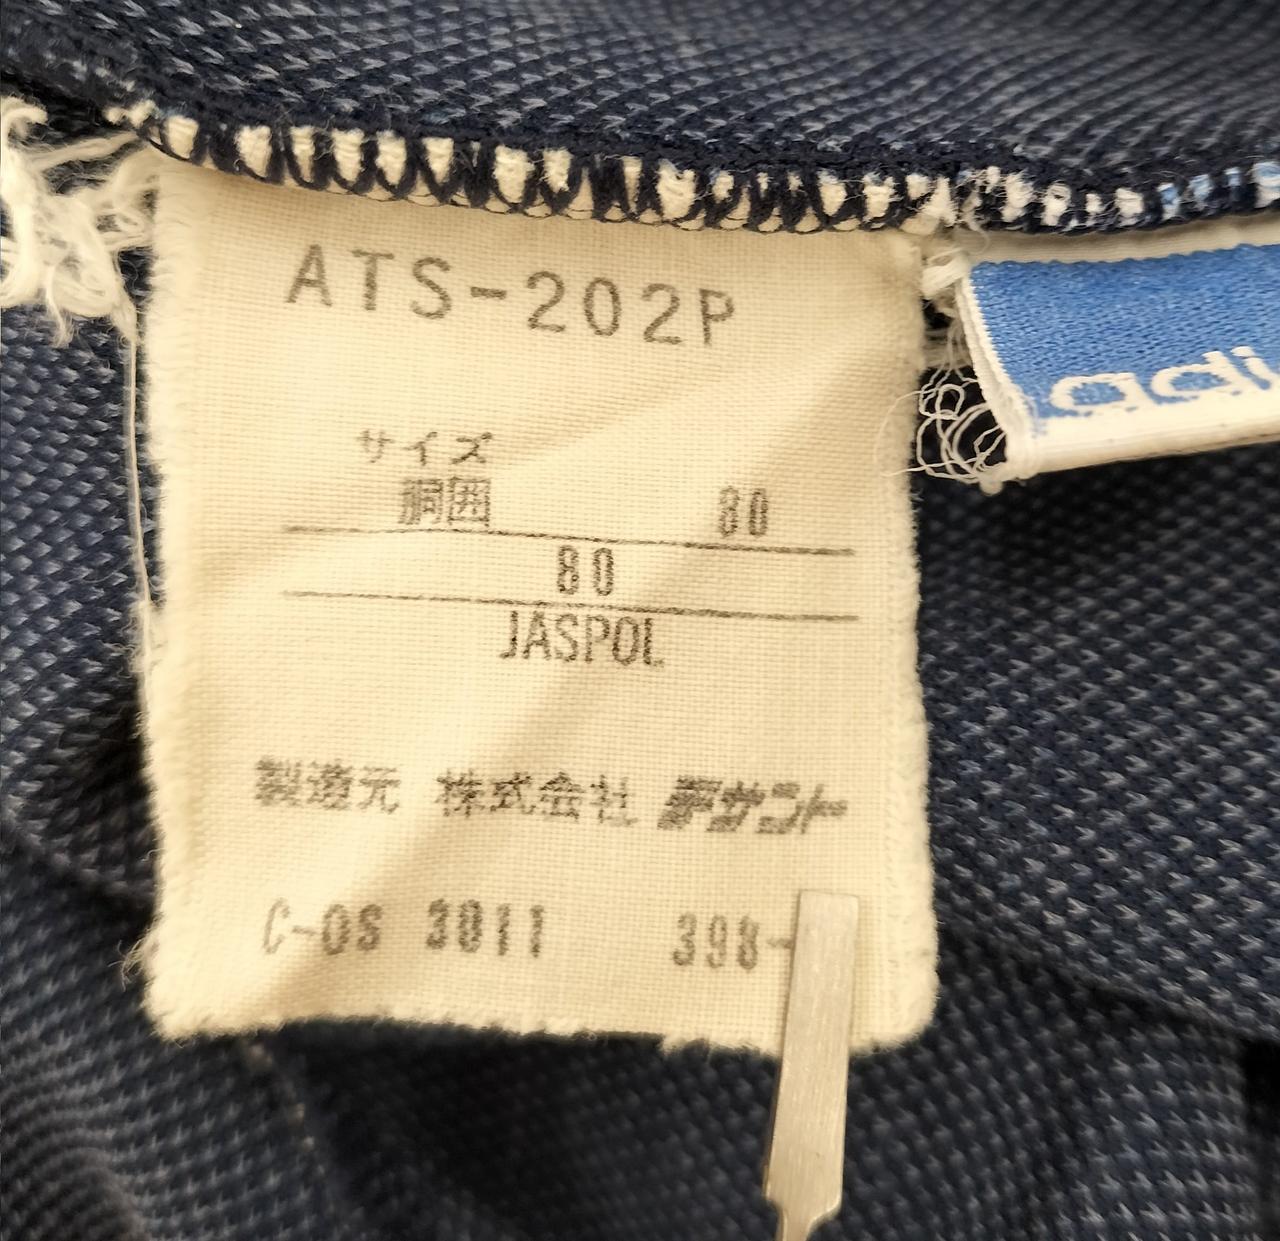 ATS-202P
adi
サイズ
胴囲 80
80
JASPOL
製造元 株式会社 デサント
C-OS 3011 398-